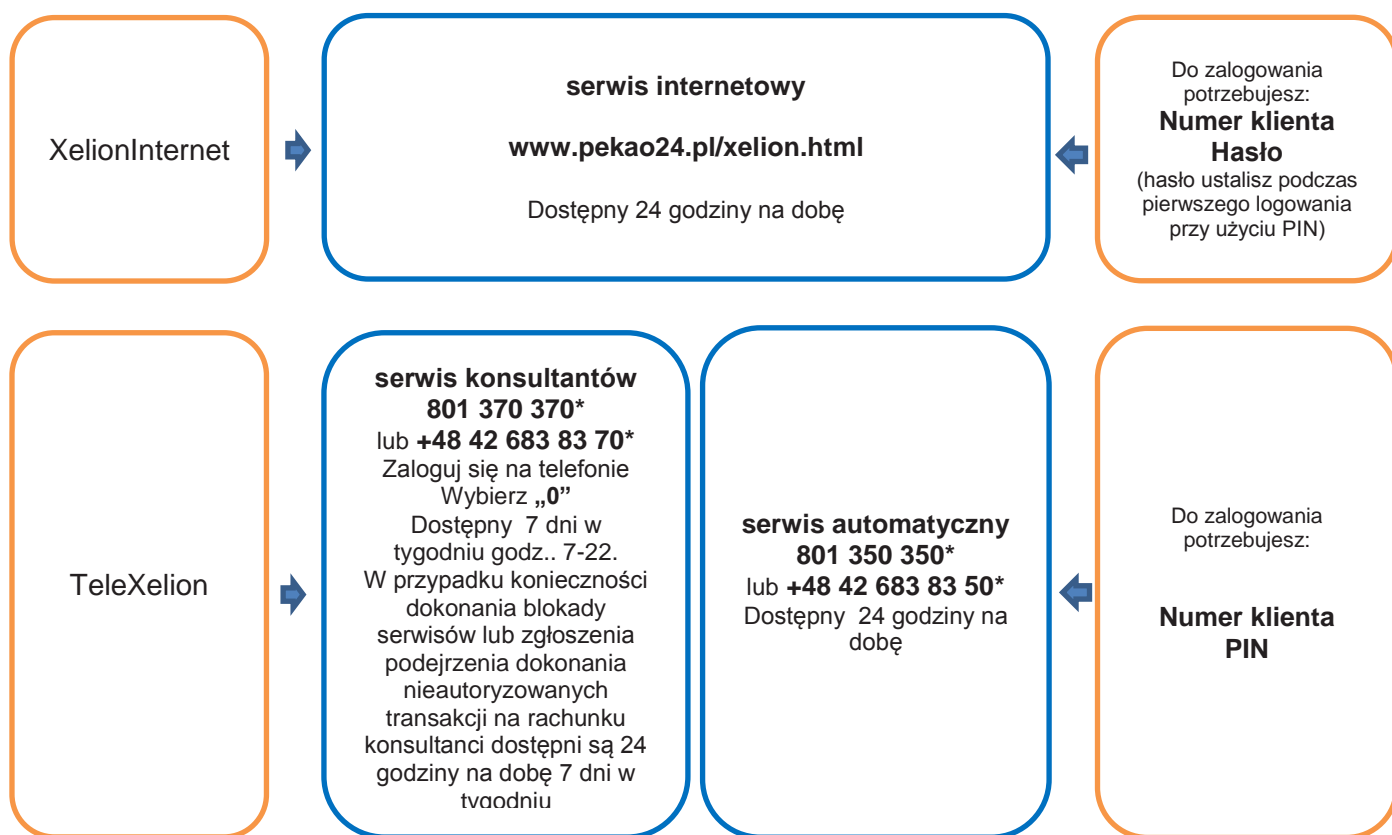 XelionInternet
serwis internetowy
www.pekao24.pl/xelion.html
Dostępny 24 godziny na dobę
Do zalogowania
potrzebujesz:
Numer klienta
Hasło
(hasło ustalisz podczas
pierwszego logowania
przy użyciu PIN)
TeleXelion
serwis konsultantów
801 370 370*
lub +48 42 683 83 70*
Zaloguj się na telefonie
Wybierz „0”
Dostępny 7 dni w
tygodniu godz.. 7-22.
W przypadku konieczności
dokonania blokady
serwisów lub zgłoszenia
podejrzenia dokonania
nieautoryzowanych
transakcji na rachunku
konsultanci dostępni są 24
godziny na dobę 7 dni w
tygodniu
serwis automatyczny
801 350 350*
lub +48 42 683 83 50*
Dostępny 24 godziny na
dobę
Do zalogowania
potrzebujesz:
Numer klienta
PIN